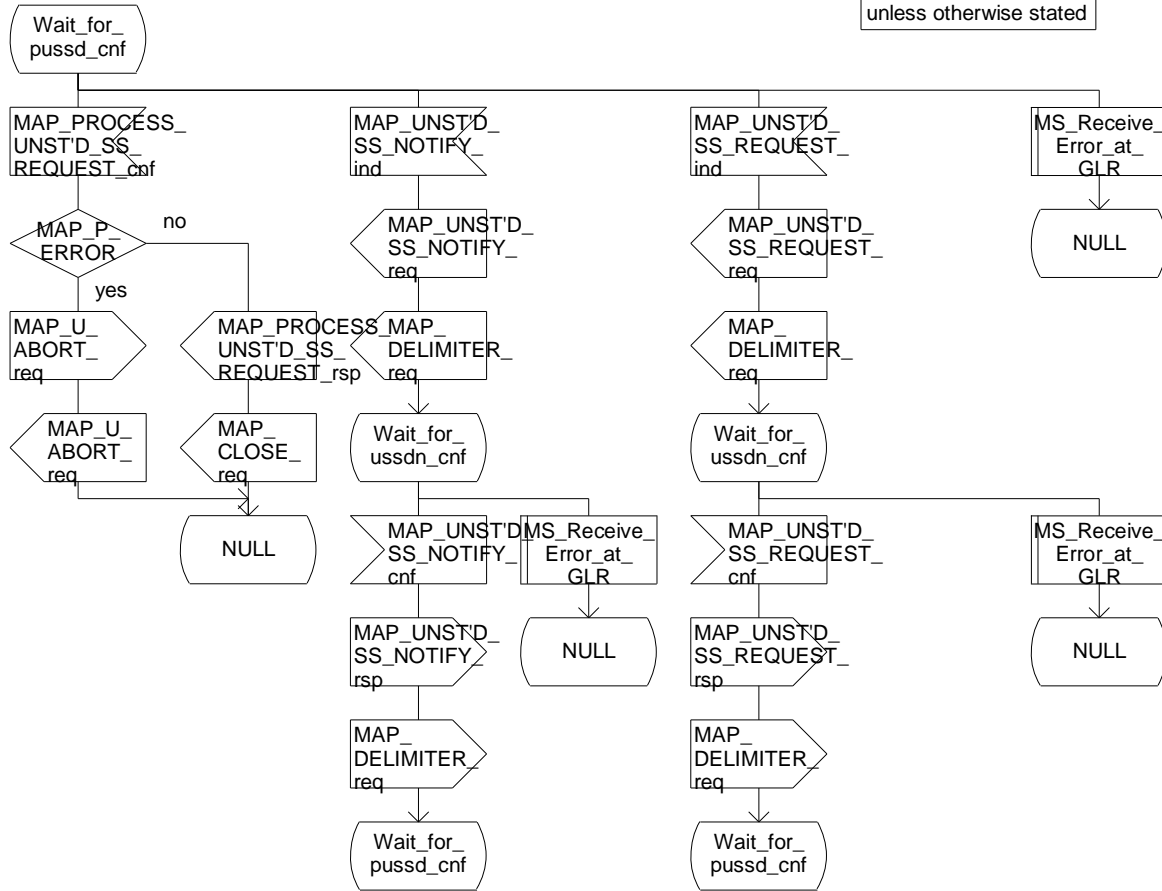 unless otherwise stated
Wait_for_
pussd_cnf
MAP_PROCESS_
UNST'D_SS_
REQUEST_cnf
MAP_UNST'D_
SS_NOTIFY_
ind
MAP_UNST'D_
SS_REQUEST_
ind
MS_Receive_
Error_at_
GLR
MAP_P_
ERROR
no
yes
MAP_UNST'D_
SS_NOTIFY_
req
MAP_UNST'D_
SS_REQUEST_
req
NULL
MAP_U_
ABORT_
req
MAP_PROCESS_
UNST'D_SS_
REQUEST_rsp
MAP_
DELIMITER_
req
MAP_
DELIMITER_
req
MAP_U_
ABORT_
req
MAP_
CLOSE_
req
Wait_for_
ussdn_cnf
Wait_for_
ussdn_cnf
NULL
MAP_UNST'D_
SS_NOTIFY_
cnf
MS_Receive_
Error_at_
GLR
MAP_UNST'D_
SS_REQUEST_
cnf
MS_Receive_
Error_at_
GLR
MAP_UNST'D_
SS_NOTIFY_
rsp
NULL
MAP_UNST'D_
SS_REQUEST_
rsp
NULL
MAP_
DELIMITER_
req
MAP_
DELIMITER_
req
Wait_for_
pussd_cnf
Wait_for_
pussd_cnf